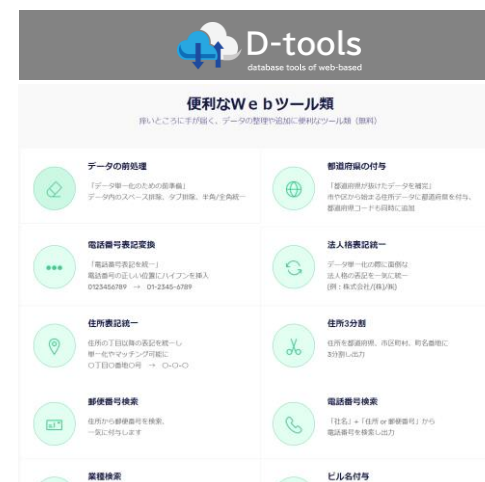 D-tools
database tools of web-based
便利なWebツール類
痒いところに手が届く、データの整理や追加に便利なツール類（無料）
データの前処理
「データ単一化のための前準備」
データ内のスペース排除、タブ排除、半角/全角統一
都道府県の付与
「都道府県が抜けたデータを補完」
市や区から始まる住所データに都道府県を付与、
都道府県コードも同時に追加
電話番号表記変換
「電話番号表記を統一」
電話番号の正しい位置にハイフンを挿入
0123456789 → 01-2345-6789
法人格表記統一
データ単一化の際に面倒な
法人格の表記を一気に統一
(例：株式会社/(株)/㈱)
住所表記統一
住所の丁目以降の表記を統一し
単一化やマッチング可能に
○丁目○番地○号 → ○-○-○
住所3分割
住所を都道府県、市区町村、町名番地に
3分割し出力
郵便番号検索
住所から郵便番号を検索、
一気に付与します
電話番号検索
「社名」+「住所 or 郵便番号」から
電話番号を検索し出力
業種検索
ビル名付与